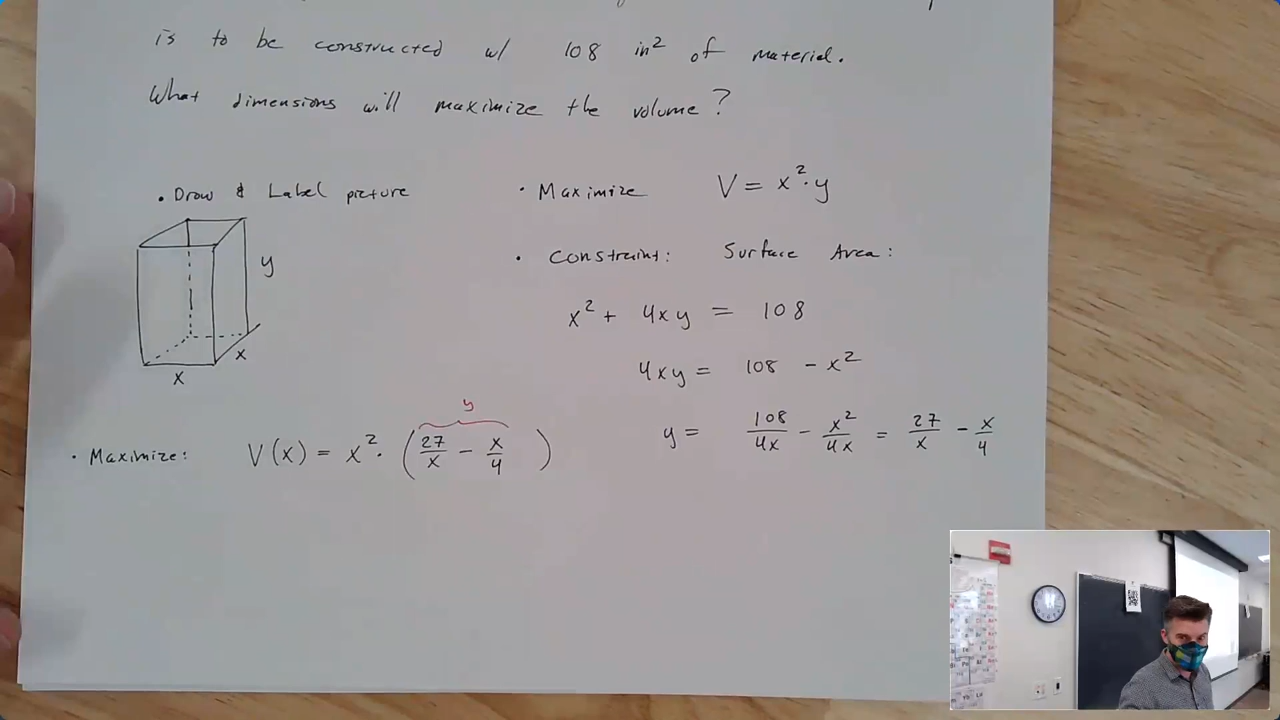 is to be constructed w/ 108 in² of material.
What dimensions will maximize the volume?
• Draw & Label picture
y
x
x
• Maximize V = x²·y
• Constraint: Surface Area:
x² + 4xy = 108
4xy = 108 - x²
y = 108/4x - x²/4x = 27/x - x/4
y
• Maximize: V(x) = x² · (27/x - x/4)